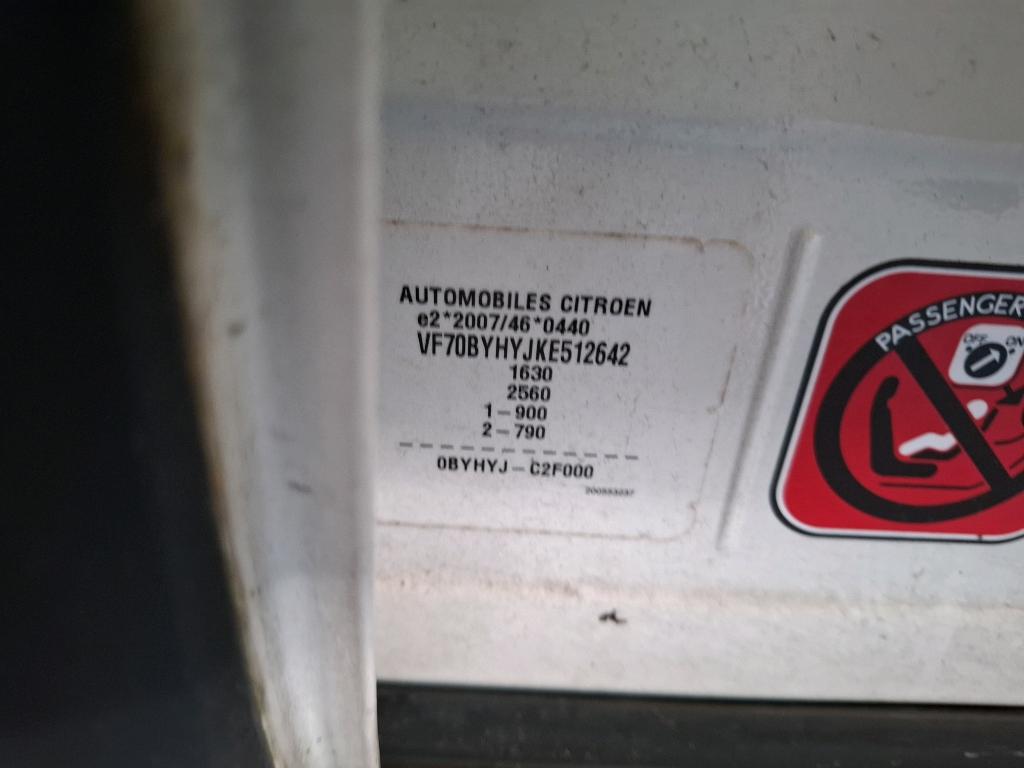 AUTOMOBILES CITROEN
e2*2007/46*0440
VF70BYHYJKE512642
1630
2560
1-900
2-790
0BYHYJ-C2F000
PASSENGER
OFF
ON